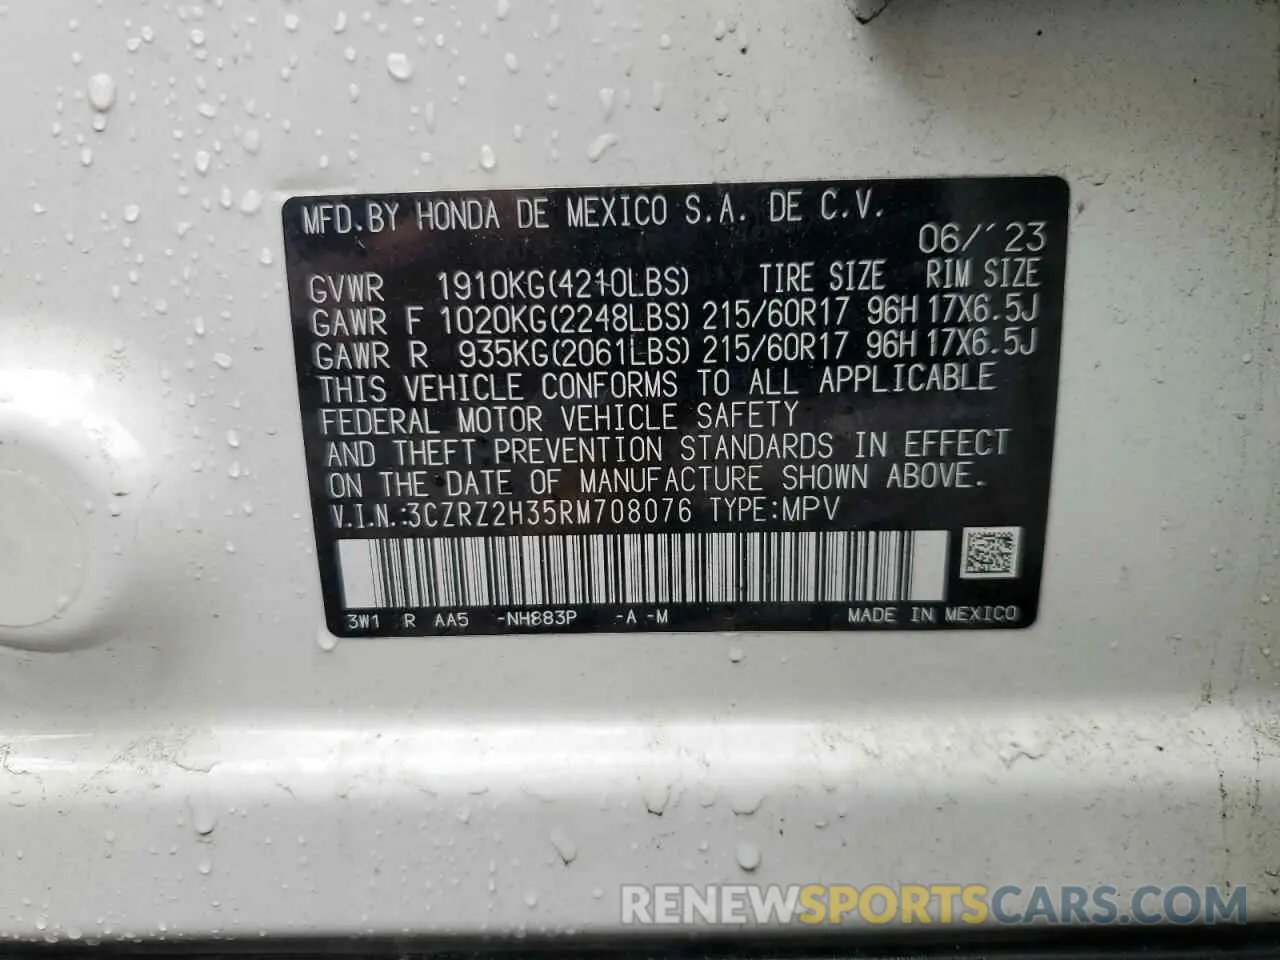 MFD.BY HONDA DE MEXICO S.A. DE C.V.
06/´23
GVWR 1910KG(4210LBS) TIRE SIZE RIM SIZE
GAWR F 1020KG(2248LBS) 215/60R17 96H 17X6.5J
GAWR R 935KG(2061LBS) 215/60R17 96H 17X6.5J
THIS VEHICLE CONFORMS TO ALL APPLICABLE
FEDERAL MOTOR VEHICLE SAFETY
AND THEFT PREVENTION STANDARDS IN EFFECT
ON THE DATE OF MANUFACTURE SHOWN ABOVE.
V.I.N.:3CZRZ2H35RM708076 TYPE:MPV
3W1 R AA5 -NH883P -A -M MADE IN MEXICO
RENEWSPORTSCARS.COM